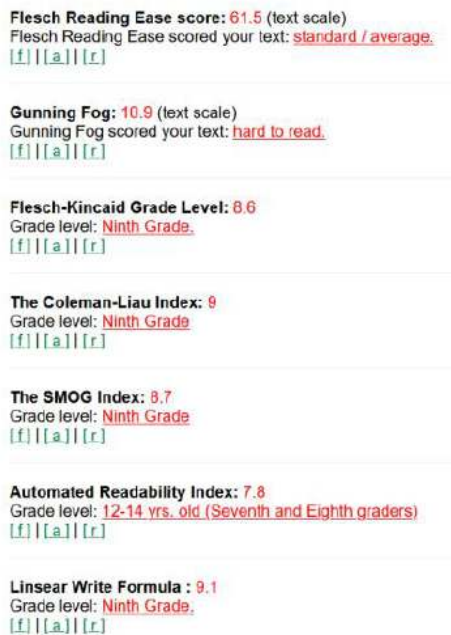 Flesch Reading Ease score: 61.5 (text scale)
Flesch Reading Ease scored your text: standard / average.
[ f ] | [ a ] | [ r ]
Gunning Fog: 10.9 (text scale)
Gunning Fog scored your text: hard to read.
[ f ] | [ a ] | [ r ]
Flesch-Kincaid Grade Level: 8.6
Grade level: Ninth Grade.
[ f ] | [ a ] | [ r ]
The Coleman-Liau Index: 9
Grade level: Ninth Grade
[ f ] | [ a ] | [ r ]
The SMOG Index: 8.7
Grade level: Ninth Grade
[ f ] | [ a ] | [ r ]
Automated Readability Index: 7.8
Grade level: 12-14 yrs. old (Seventh and Eighth graders)
[ f ] | [ a ] | [ r ]
Linsear Write Formula : 9.1
Grade level: Ninth Grade.
[ f ] | [ a ] | [ r ]